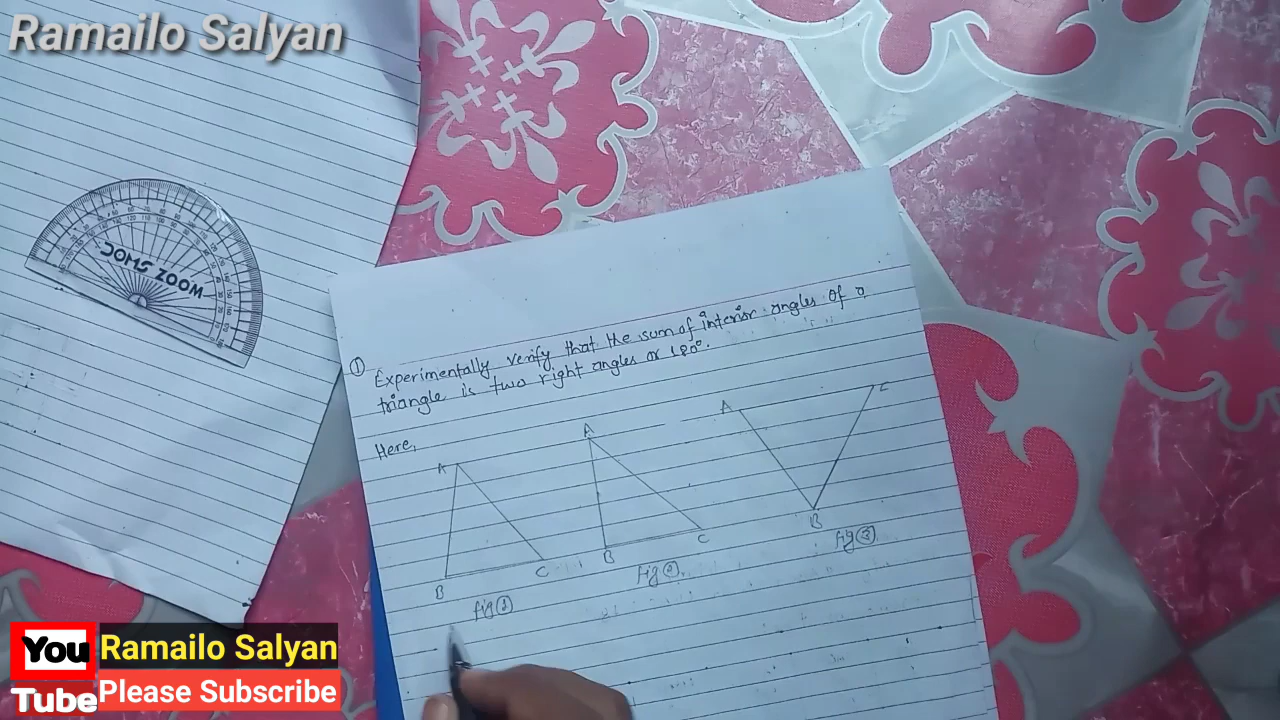 Ramailo Salyan
DOMS ZOOM
① Experimentally verify that the sum of interior angles of a
triangle is two right angles or 180°.
Here,
A
B
C
fig ①
A
B
C
Fig ②
A
B
C
Fig ③
You
Tube
Ramailo Salyan
Please Subscribe